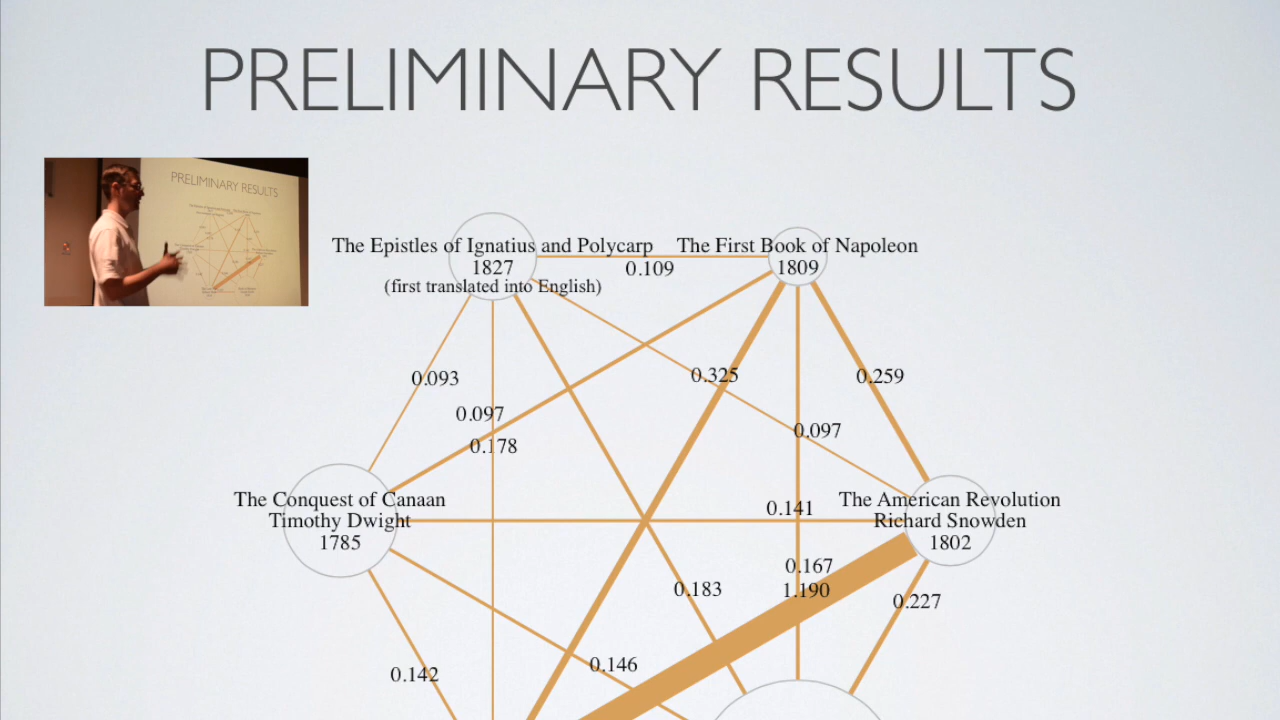 PRELIMINARY RESULTS
PRELIMINARY RESULTS
The Epistles of Ignatius and Polycarp
1827
(first translated into English)
The First Book of Napoleon
1809
0.109
0.093
0.325
0.259
0.097
0.178
0.097
The Conquest of Canaan
Timothy Dwight
1785
0.141
The American Revolution
Richard Snowden
1802
0.167
1.190
0.183
0.227
0.146
0.142